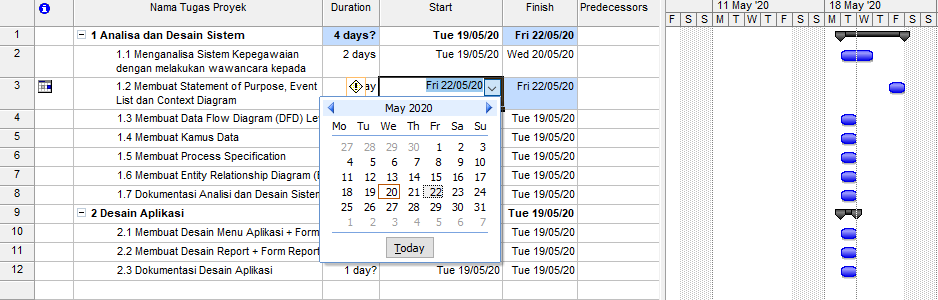 Nama Tugas Proyek Duration Start Finish Predecessors 11 May '20 18 May '20
F S S M T W T F S S M T W T F S S
1 1 Analisa dan Desain Sistem 4 days? Tue 19/05/20 Fri 22/05/20
2 1.1 Menganalisa Sistem Kepegawaian dengan melakukan wawancara kepada 2 days Tue 19/05/20 Wed 20/05/20
3 1.2 Membuat Statement of Purpose, Event List dan Context Diagram ay Fri 22/05/20 Fri 22/05/20
May 2020
Mo Tu We Th Fr Sa Su
27 28 29 30 1 2 3
4 5 6 7 8 9 10
11 12 13 14 15 16 17
18 19 20 21 22 23 24
25 26 27 28 29 30 31
1 2 3 4 5 6 7
Today
4 1.3 Membuat Data Flow Diagram (DFD) Le Tue 19/05/20
5 1.4 Membuat Kamus Data Tue 19/05/20
6 1.5 Membuat Process Specification Tue 19/05/20
7 1.6 Membuat Entity Relationship Diagram (E Tue 19/05/20
8 1.7 Dokumentasi Analisi dan Desain Sisten Tue 19/05/20
9 2 Desain Aplikasi Tue 19/05/20
10 2.1 Membuat Desain Menu Aplikasi + Form Tue 19/05/20
11 2.2 Membuat Desain Report + Form Report Tue 19/05/20
12 2.3 Dokumentasi Desain Aplikasi 1 day? Tue 19/05/20 Tue 19/05/20